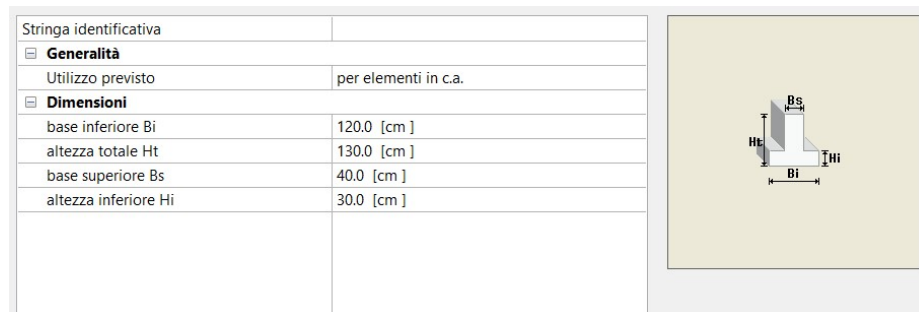 Stringa identificativa
Generalità
Utilizzo previsto per elementi in c.a.
Dimensioni
base inferiore Bi 120.0 [cm ]
altezza totale Ht 130.0 [cm ]
base superiore Bs 40.0 [cm ]
altezza inferiore Hi 30.0 [cm ]
Bs
Ht
Hi
Bi